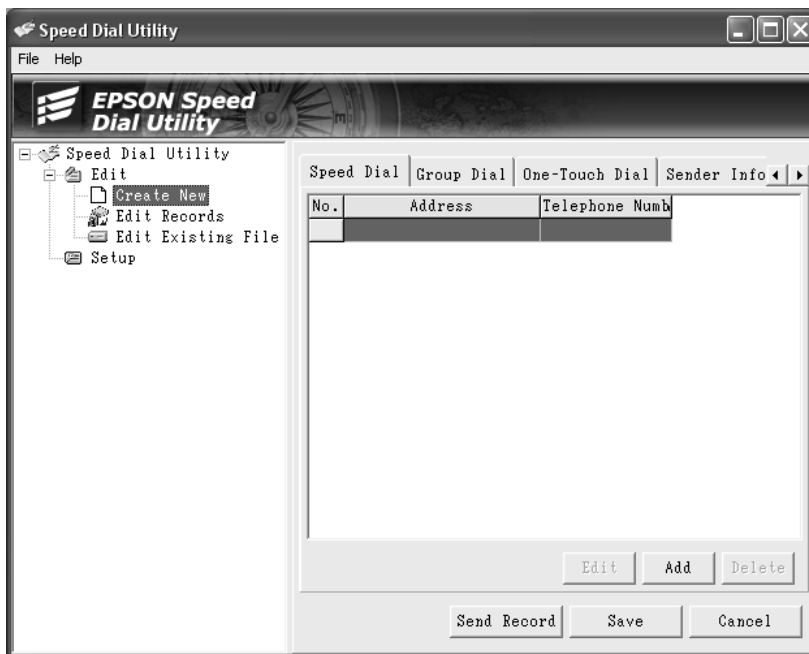 Speed Dial Utility
File Help
EPSON Speed
Dial Utility
Speed Dial Utility
Edit
Create New
Edit Records
Edit Existing File
Setup
Speed Dial Group Dial One-Touch Dial Sender Info
No. Address Telephone Numb
Edit Add Delete
Send Record Save Cancel